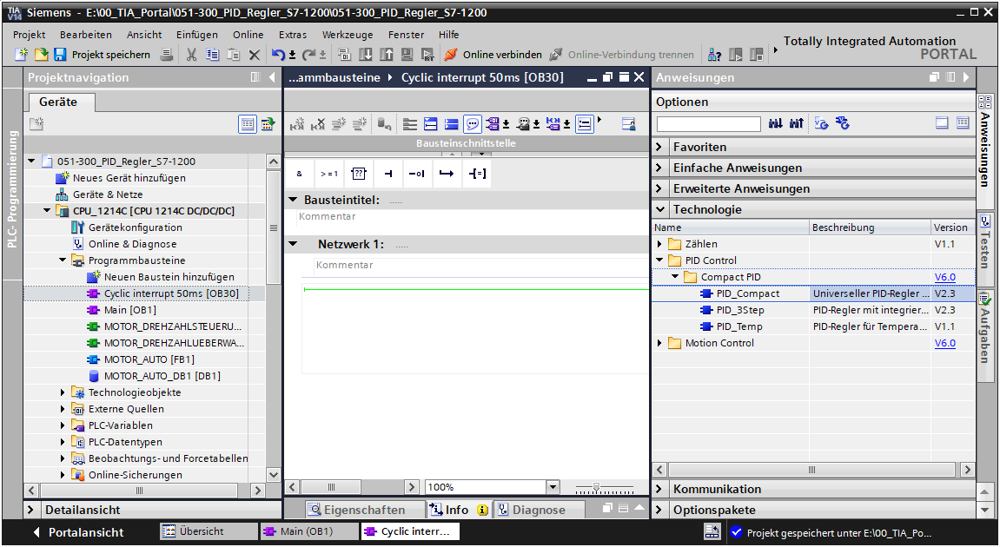 TIA V14 Siemens - E:\00_TIA_Portal\051-300_PID_Regler_S7-1200\051-300_PID_Regler_S7-1200
Projekt Bearbeiten Ansicht Einfügen Online Extras Werkzeuge Fenster Hilfe
Totally Integrated Automation
PORTAL
Projekt speichern Online verbinden Online-Verbindung trennen
Projektnavigation
Geräte
PLC- Programmierung
051-300_PID_Regler_S7-1200
Neues Gerät hinzufügen
Geräte & Netze
CPU_1214C [CPU 1214C DC/DC/DC]
Gerätekonfiguration
Online & Diagnose
Programmbausteine
Neuen Baustein hinzufügen
Cyclic interrupt 50ms [OB30]
Main [OB1]
MOTOR_DREHZAHLSTEUERU...
MOTOR_DREHZAHLUEBERWA...
MOTOR_AUTO [FB1]
MOTOR_AUTO_DB1 [DB1]
Technologieobjekte
Externe Quellen
PLC-Variablen
PLC-Datentypen
Beobachtungs- und Forcetabellen
Online-Sicherungen
Detailansicht
...ammbausteine Cyclic interrupt 50ms [OB30]
Bausteinschnittstelle
& >=1 ?? -[=]
Bausteintitel: .....
Kommentar
Netzwerk 1: .....
Kommentar
100%
Eigenschaften Info Diagnose
Anweisungen
Optionen
Favoriten
Einfache Anweisungen
Erweiterte Anweisungen
Technologie
Name Beschreibung Version
Zählen V1.1
PID Control
Compact PID V6.0
PID_Compact Universeller PID-Regler ... V2.3
PID_3Step PID-Regler mit integrier... V2.3
PID_Temp PID-Regler für Tempera... V1.1
Motion Control V6.0
Kommunikation
Optionspakete
Anweisungen
Testen
Aufgaben
Portalansicht Übersicht Main (OB1) Cyclic interr... Projekt gespeichert unter E:\00_TIA_Po...